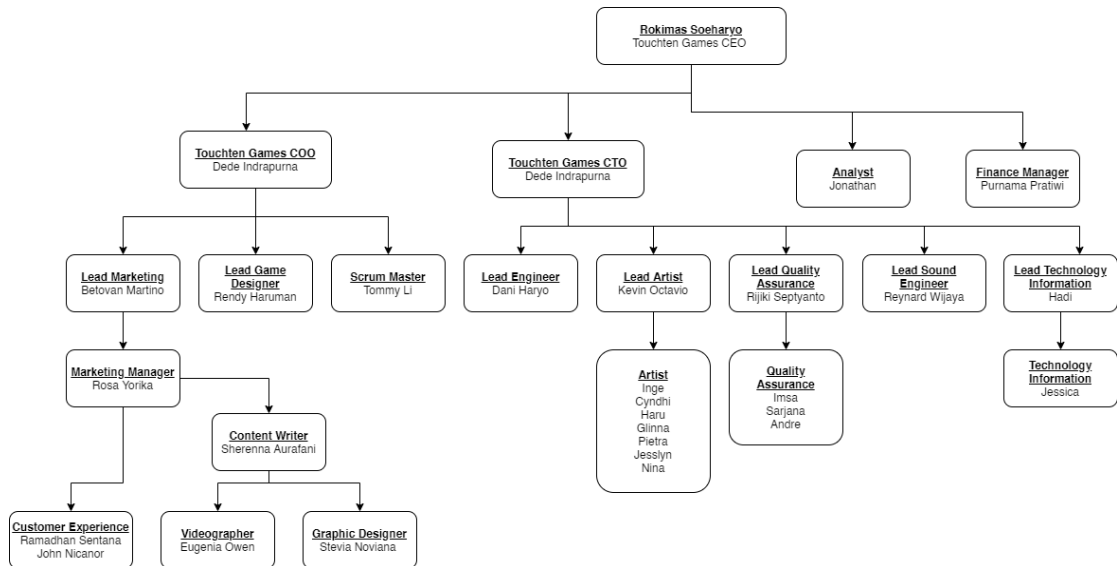 Rokimas Soeharyo
Touchten Games CEO
Touchten Games COO
Dede Indrapurna
Touchten Games CTO
Dede Indrapurna
Analyst
Jonathan
Finance Manager
Purnama Pratiwi
Lead Marketing
Betovan Martino
Lead Game
Designer
Rendy Haruman
Scrum Master
Tommy Li
Lead Engineer
Dani Haryo
Lead Artist
Kevin Octavio
Lead Quality
Assurance
Rijiki Septyanto
Lead Sound
Engineer
Reynard Wijaya
Lead Technology
Information
Hadi
Marketing Manager
Rosa Yorika
Artist
Inge
Cyndhi
Haru
Glinna
Pietra
Jesslyn
Nina
Quality
Assurance
Imsa
Sarjana
Andre
Technology
Information
Jessica
Content Writer
Sherenna Aurafani
Customer Experience
Ramadhan Sentana
John Nicanor
Videographer
Eugenia Owen
Graphic Designer
Stevia Noviana